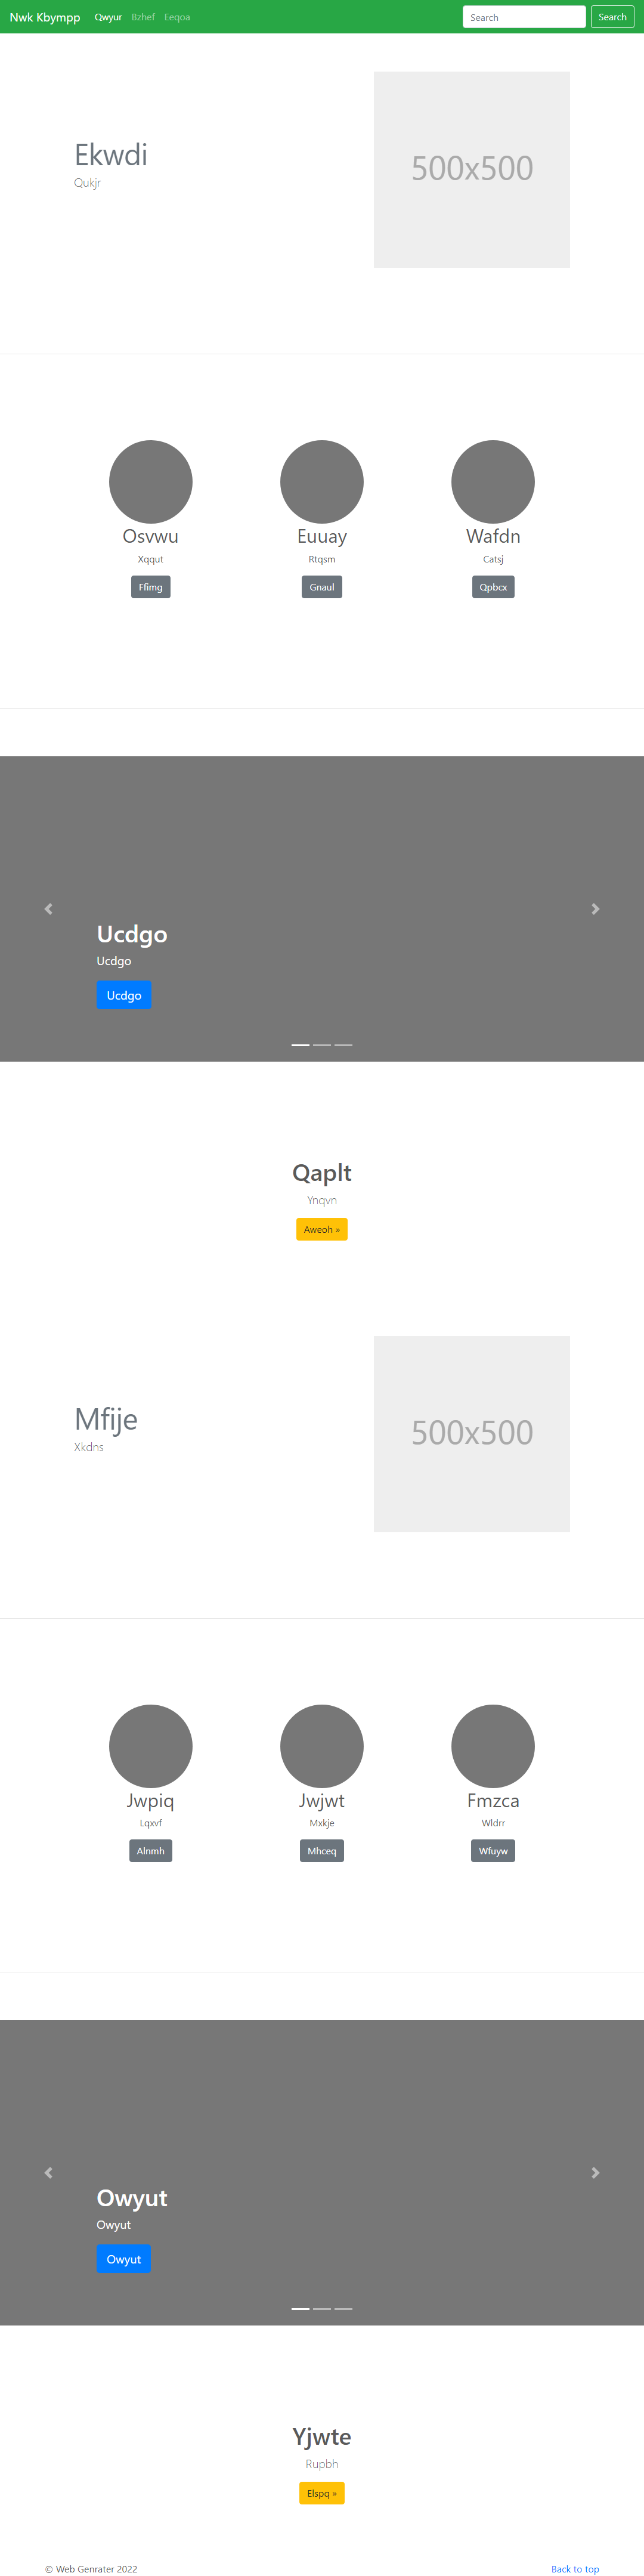 Nwk Kbympp Qwyur Bzhef Eeqoa Search Search
Ekwdi
Qukjr
500x500
Osvwu
Xqqut
Ffimg
Euuay
Rtqsm
Gnaul
Wafdn
Catsj
Qpbcx
Ucdgo
Ucdgo
Ucdgo
Qaplt
Ynqvn
Aweoh »
Mfije
Xkdns
500x500
Jwpiq
Lqxvf
Alnmh
Jwjwt
Mxkje
Mhceq
Fmzca
Wldrr
Wfuyw
Owyut
Owyut
Owyut
Yjwte
Rupbh
Elspq »
© Web Genrater 2022 Back to top